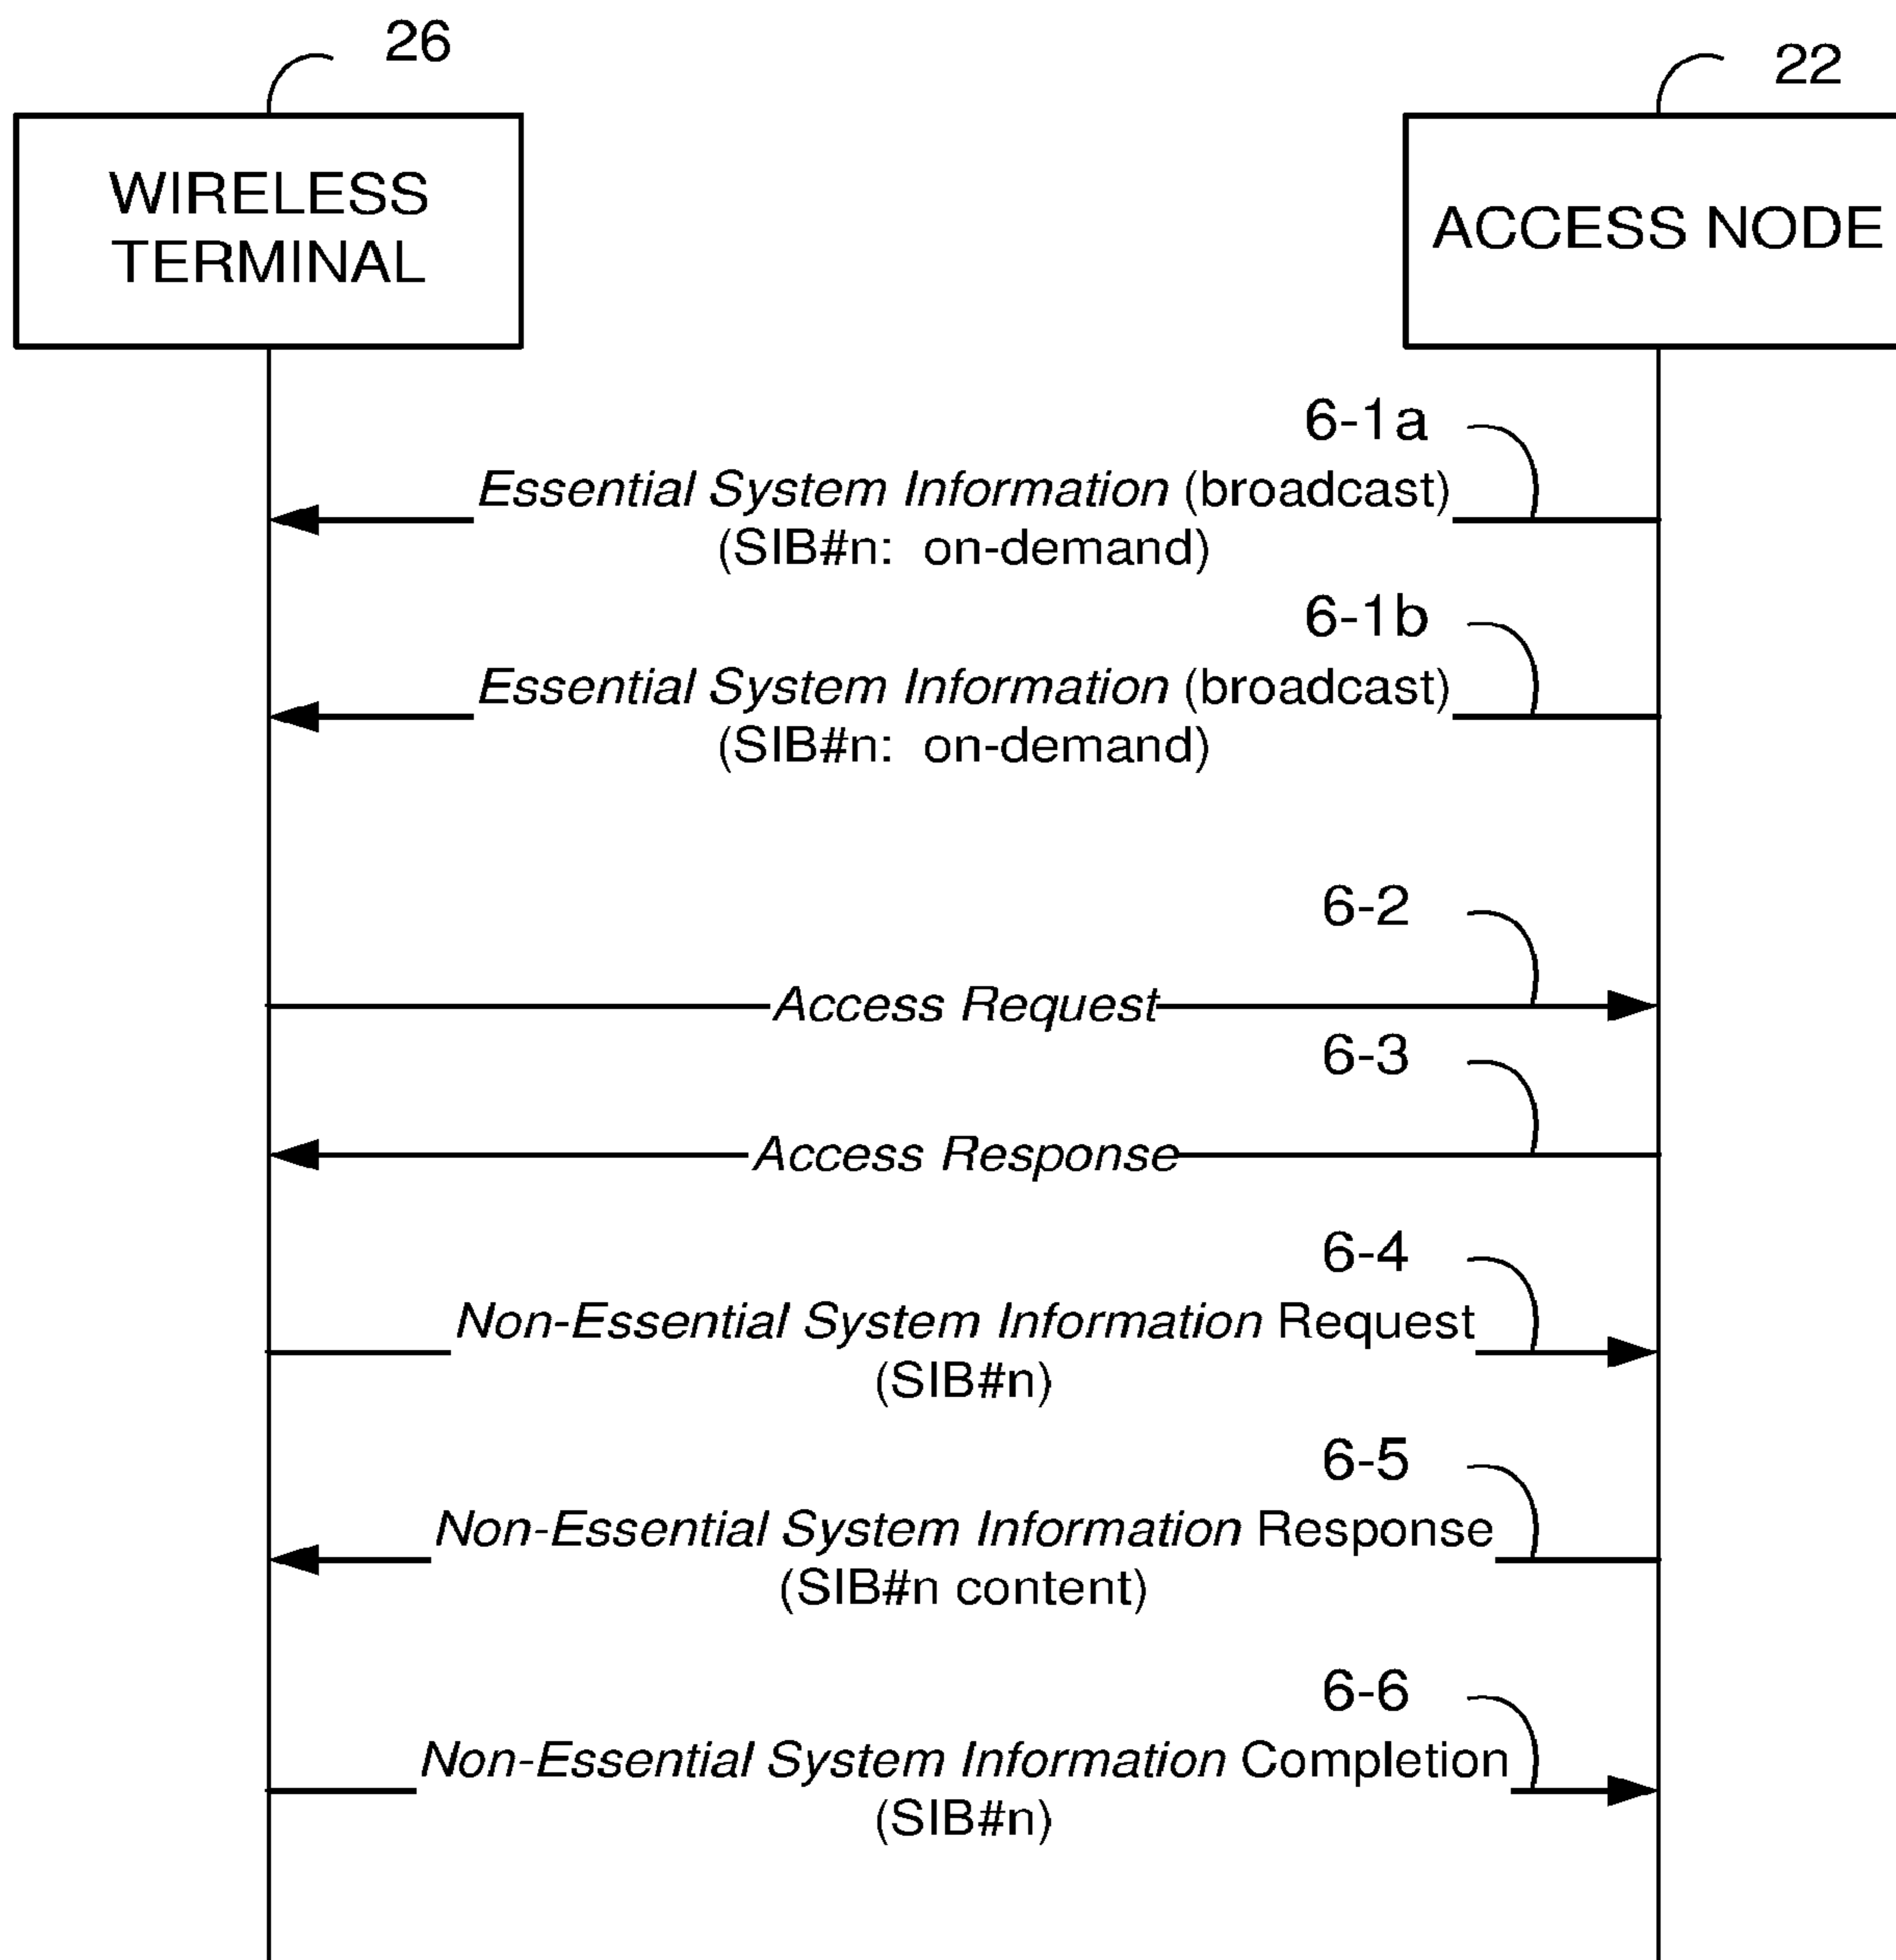 26
22
WIRELESS
TERMINAL
ACCESS NODE
6-1a
Essential System Information (broadcast)
(SIB#n: on-demand)
6-1b
Essential System Information (broadcast)
(SIB#n: on-demand)
6-2
Access Request
6-3
Access Response
6-4
Non-Essential System Information Request
(SIB#n)
6-5
Non-Essential System Information Response
(SIB#n content)
6-6
Non-Essential System Information Completion
(SIB#n)